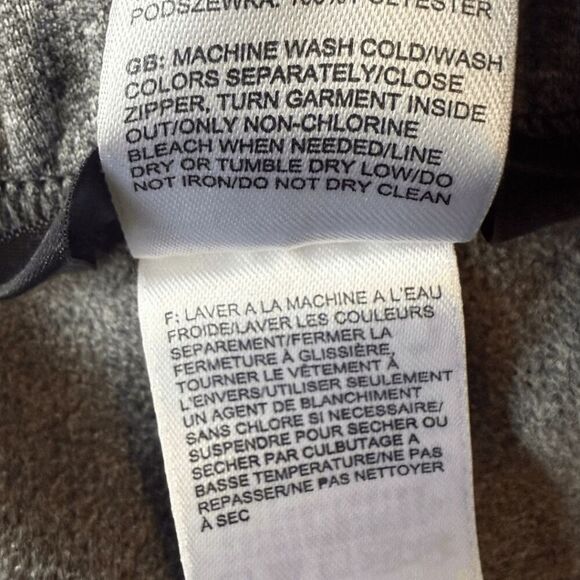 PODSZEWKA: 100% POLYESTER
GB: MACHINE WASH COLD/WASH
COLORS SEPARATELY/CLOSE
ZIPPER, TURN GARMENT INSIDE
OUT/ONLY NON-CHLORINE
BLEACH WHEN NEEDED/LINE
DRY OR TUMBLE DRY LOW/DO
NOT IRON/DO NOT DRY CLEAN
F: LAVER A LA MACHINE A L'EAU
FROIDE/LAVER LES COULEURS
SEPAREMENT/FERMER LA
FERMETURE À GLISSIÈRE,
TOURNER LE VÊTEMENT À
L'ENVERS/UTILISER SEULEMENT
UN AGENT DE BLANCHIMENT
SANS CHLORE SI NECESSAIRE/
SUSPENDRE POUR SECHER OU
SECHER PAR CULBUTAGE A
BASSE TEMPERATURE/NE PAS
REPASSER/NE PAS NETTOYER
À SEC